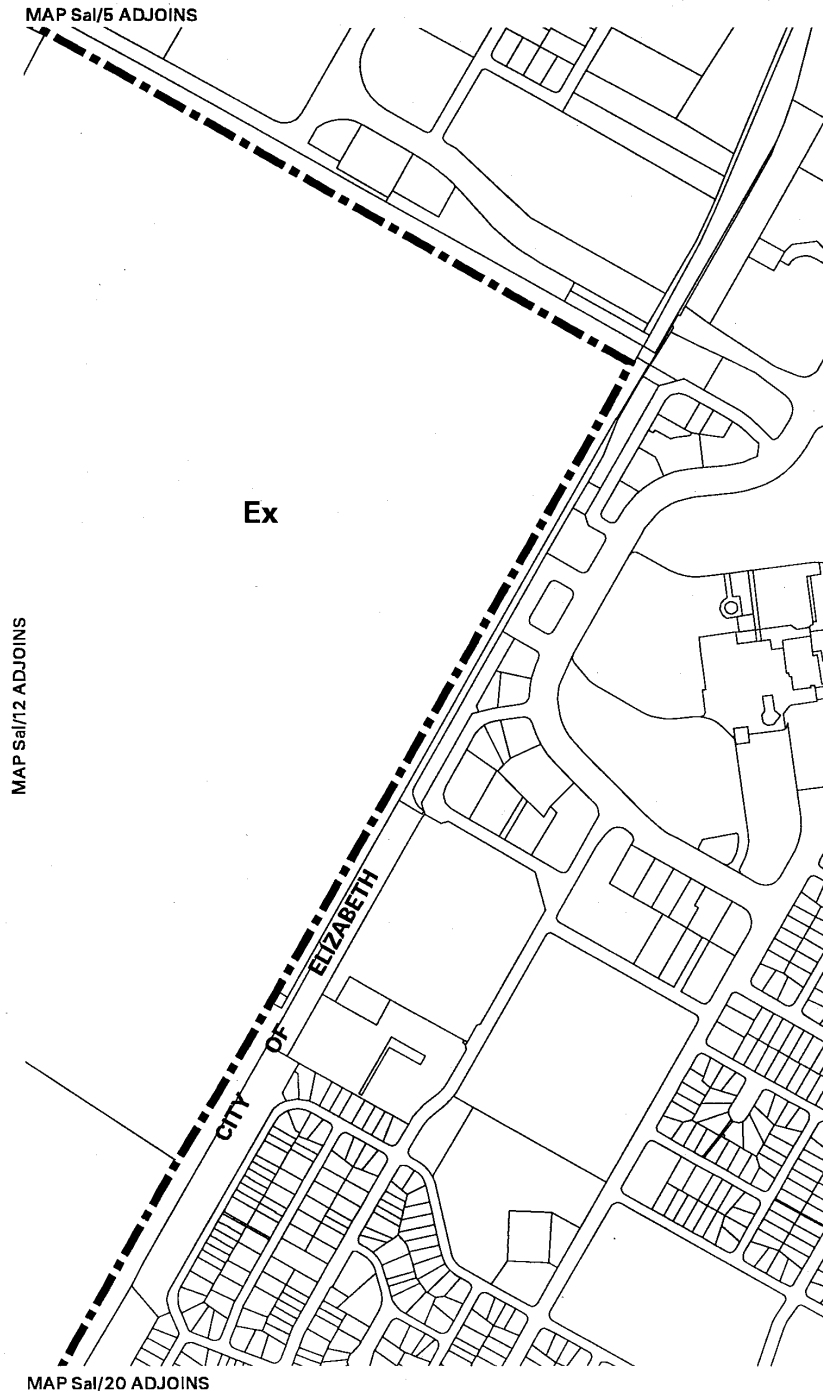 MAP Sal/5 ADJOINS
Ex
MAP Sal/12 ADJOINS
CITY OF ELIZABETH
MAP Sal/20 ADJOINS